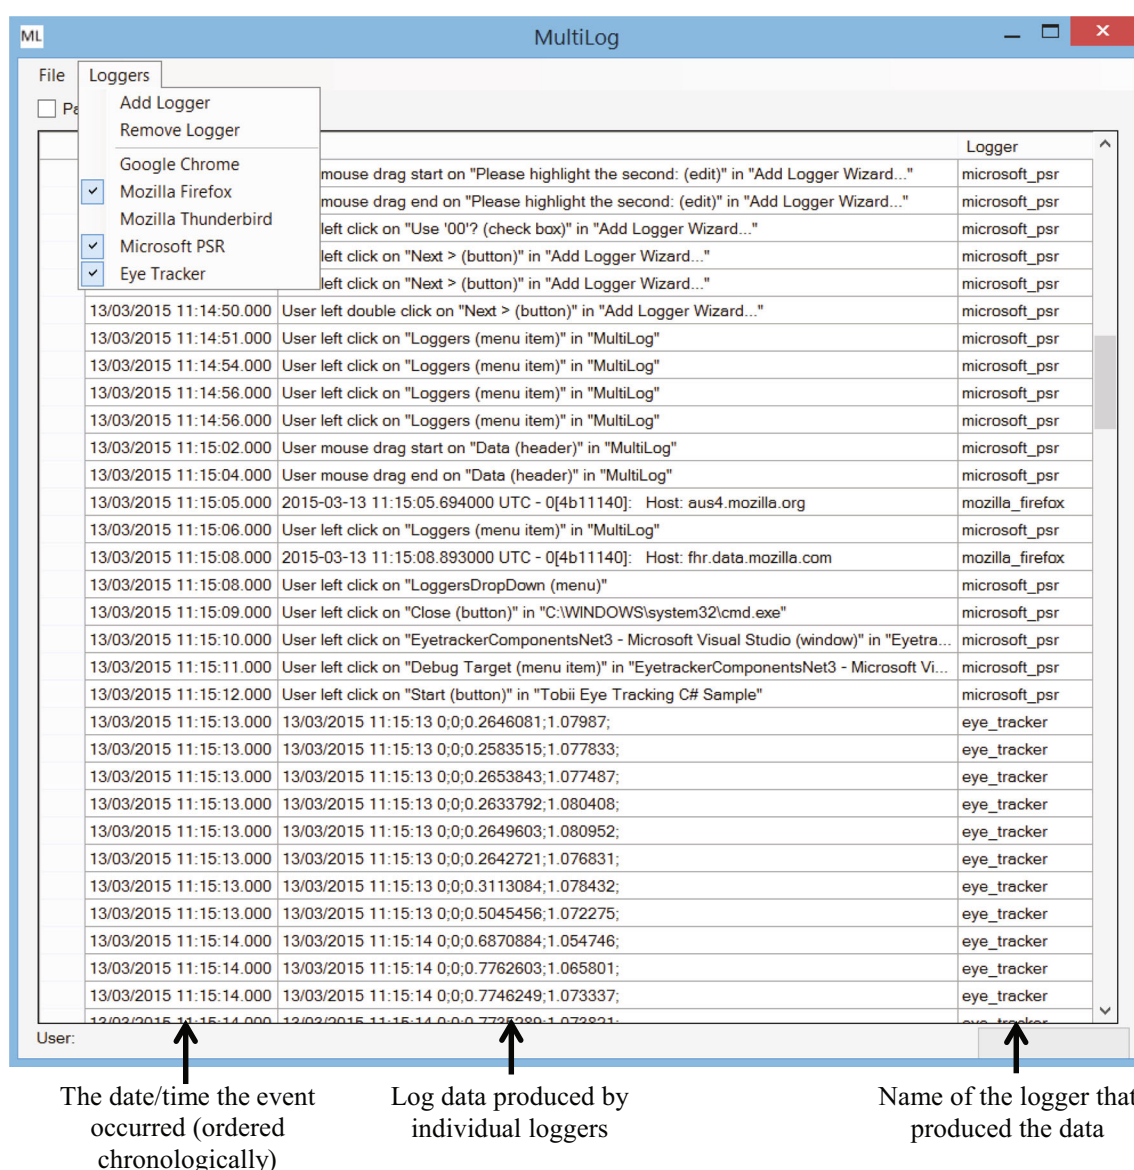 ML MultiLog
File Loggers
Pa
Add Logger
Remove Logger
Google Chrome
Mozilla Firefox
Mozilla Thunderbird
Microsoft PSR
Eye Tracker
Logger
mouse drag start on "Please highlight the second: (edit)" in "Add Logger Wizard..." microsoft_psr
mouse drag end on "Please highlight the second: (edit)" in "Add Logger Wizard..." microsoft_psr
left click on "Use '00'? (check box)" in "Add Logger Wizard..." microsoft_psr
left click on "Next > (button)" in "Add Logger Wizard..." microsoft_psr
left click on "Next > (button)" in "Add Logger Wizard..." microsoft_psr
13/03/2015 11:14:50.000 User left double click on "Next > (button)" in "Add Logger Wizard..." microsoft_psr
13/03/2015 11:14:51.000 User left click on "Loggers (menu item)" in "MultiLog" microsoft_psr
13/03/2015 11:14:54.000 User left click on "Loggers (menu item)" in "MultiLog" microsoft_psr
13/03/2015 11:14:56.000 User left click on "Loggers (menu item)" in "MultiLog" microsoft_psr
13/03/2015 11:14:56.000 User left click on "Loggers (menu item)" in "MultiLog" microsoft_psr
13/03/2015 11:15:02.000 User mouse drag start on "Data (header)" in "MultiLog" microsoft_psr
13/03/2015 11:15:04.000 User mouse drag end on "Data (header)" in "MultiLog" microsoft_psr
13/03/2015 11:15:05.000 2015-03-13 11:15:05.694000 UTC - 0[4b11140]: Host: aus4.mozilla.org mozilla_firefox
13/03/2015 11:15:06.000 User left click on "Loggers (menu item)" in "MultiLog" microsoft_psr
13/03/2015 11:15:08.000 2015-03-13 11:15:08.893000 UTC - 0[4b11140]: Host: fhr.data.mozilla.com mozilla_firefox
13/03/2015 11:15:08.000 User left click on "LoggersDropDown (menu)" microsoft_psr
13/03/2015 11:15:09.000 User left click on "Close (button)" in "C:\WINDOWS\system32\cmd.exe" microsoft_psr
13/03/2015 11:15:10.000 User left click on "EyetrackerComponentsNet3 - Microsoft Visual Studio (window)" in "Eyetra... microsoft_psr
13/03/2015 11:15:11.000 User left click on "Debug Target (menu item)" in "EyetrackerComponentsNet3 - Microsoft Vi... microsoft_psr
13/03/2015 11:15:12.000 User left click on "Start (button)" in "Tobii Eye Tracking C# Sample" microsoft_psr
13/03/2015 11:15:13.000 13/03/2015 11:15:13 0;0;0.2646081;1.07987; eye_tracker
13/03/2015 11:15:13.000 13/03/2015 11:15:13 0;0;0.2583515;1.077833; eye_tracker
13/03/2015 11:15:13.000 13/03/2015 11:15:13 0;0;0.2653843;1.077487; eye_tracker
13/03/2015 11:15:13.000 13/03/2015 11:15:13 0;0;0.2633792;1.080408; eye_tracker
13/03/2015 11:15:13.000 13/03/2015 11:15:13 0;0;0.2649603;1.080952; eye_tracker
13/03/2015 11:15:13.000 13/03/2015 11:15:13 0;0;0.2642721;1.076831; eye_tracker
13/03/2015 11:15:13.000 13/03/2015 11:15:13 0;0;0.3113084;1.078432; eye_tracker
13/03/2015 11:15:13.000 13/03/2015 11:15:13 0;0;0.5045456;1.072275; eye_tracker
13/03/2015 11:15:14.000 13/03/2015 11:15:14 0;0;0.6870884;1.054746; eye_tracker
13/03/2015 11:15:14.000 13/03/2015 11:15:14 0;0;0.7762603;1.065801; eye_tracker
13/03/2015 11:15:14.000 13/03/2015 11:15:14 0;0;0.7746249;1.073337; eye_tracker
13/03/2015 11:15:14.000 13/03/2015 11:15:14
User:
The date/time the event
occurred (ordered
chronologically)
Log data produced by
individual loggers
Name of the logger that
produced the data